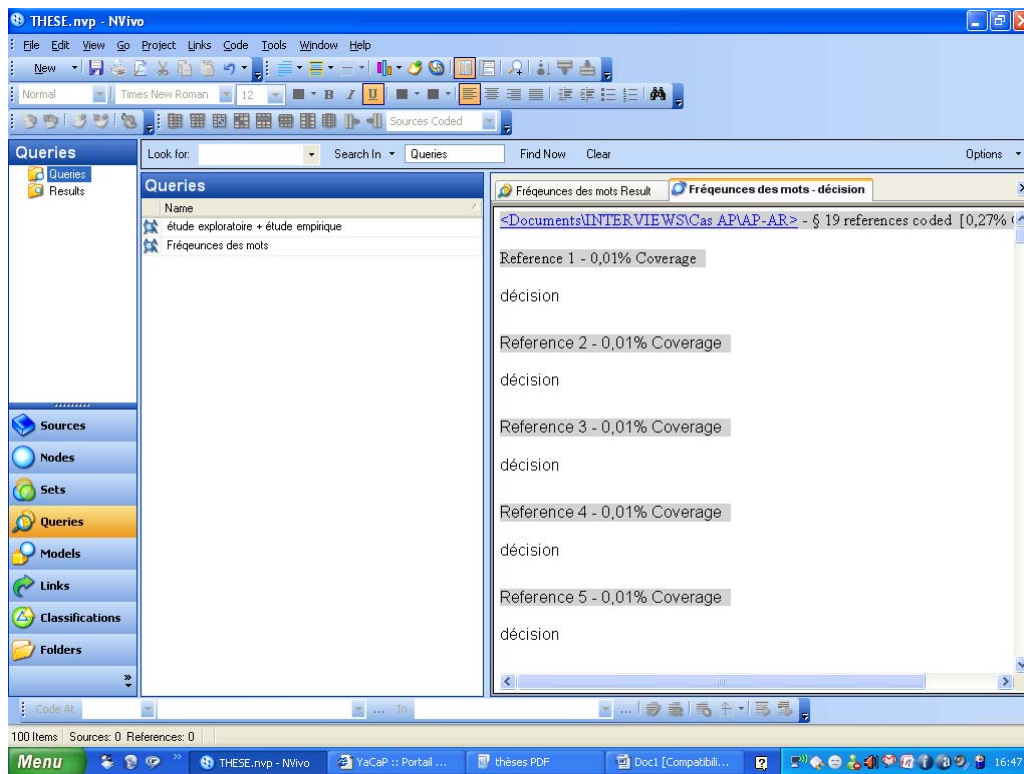 THESE.nvp - NVivo
File Edit View Go Project Links Code Tools Window Help
New
Normal Times New Roman 12 B I U
Sources Coded
Queries
Look for: Search In Queries Find Now Clear Options
Queries
Results
Queries
Name
étude exploratoire + étude empirique
Fréqeunces des mots
Fréqeunces des mots Result
Fréqeunces des mots - décision
<Documents\INTERVIEWS\Cas AP\AP-AR> - § 19 references coded [0,27%
Reference 1 - 0,01% Coverage
décision
Reference 2 - 0,01% Coverage
décision
Reference 3 - 0,01% Coverage
décision
Reference 4 - 0,01% Coverage
décision
Reference 5 - 0,01% Coverage
décision
Sources
Nodes
Sets
Queries
Models
Links
Classifications
Folders
Code At In
100 Items Sources: 0 References: 0
Menu THESE.nvp - NVivo YaCaP :: Portail ... thèses PDF Doc1 [Compatibili... 16:47